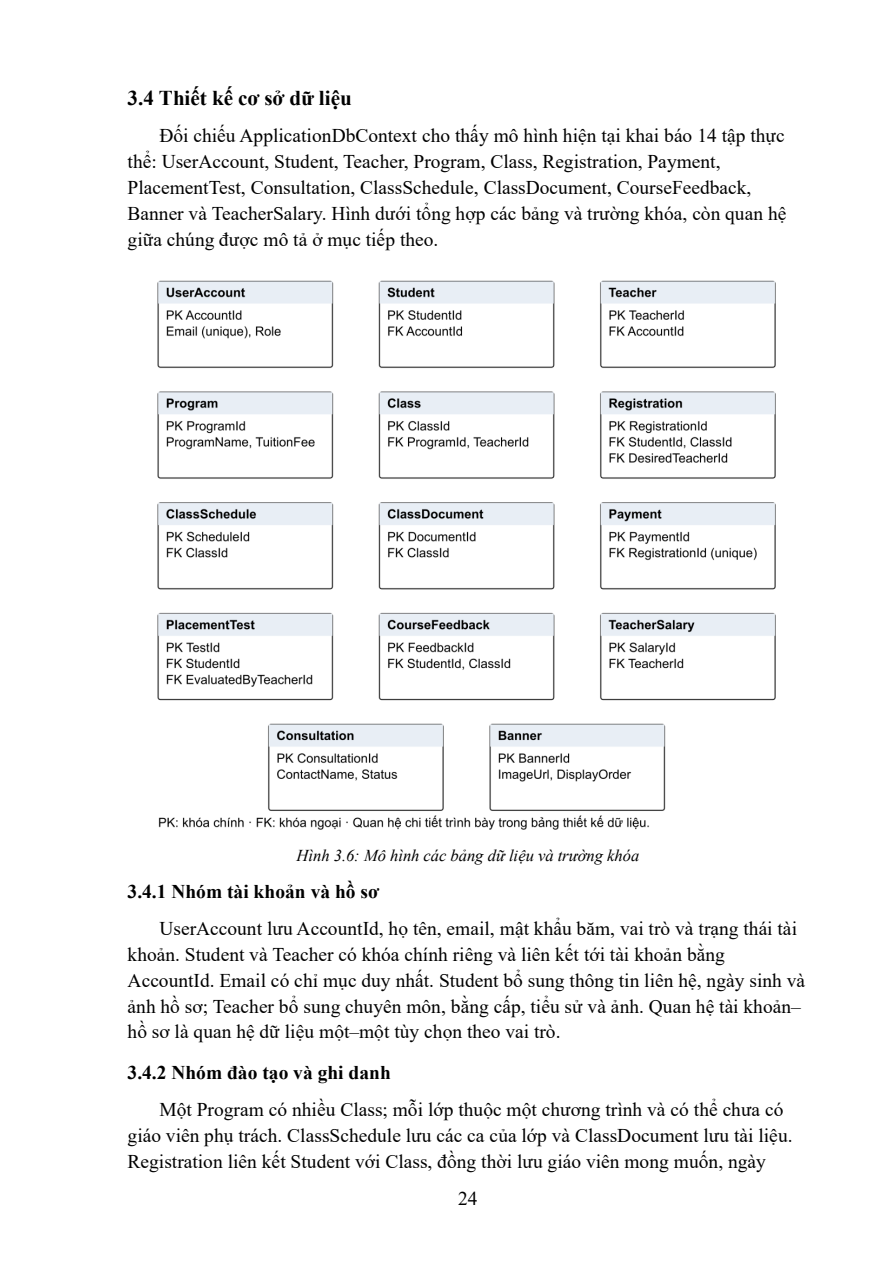 3.4 Thiết kế cơ sở dữ liệu
Đối chiếu ApplicationDbContext cho thấy mô hình hiện tại khai báo 14 tập thực
thể: UserAccount, Student, Teacher, Program, Class, Registration, Payment,
PlacementTest, Consultation, ClassSchedule, ClassDocument, CourseFeedback,
Banner và TeacherSalary. Hình dưới tổng hợp các bảng và trường khóa, còn quan hệ
giữa chúng được mô tả ở mục tiếp theo.
UserAccount
PK AccountId
Email (unique), Role
Student
PK StudentId
FK AccountId
Teacher
PK TeacherId
FK AccountId
Program
PK ProgramId
ProgramName, TuitionFee
Class
PK ClassId
FK ProgramId, TeacherId
Registration
PK RegistrationId
FK StudentId, ClassId
FK DesiredTeacherId
ClassSchedule
PK ScheduleId
FK ClassId
ClassDocument
PK DocumentId
FK ClassId
Payment
PK PaymentId
FK RegistrationId (unique)
PlacementTest
PK TestId
FK StudentId
FK EvaluatedByTeacherId
CourseFeedback
PK FeedbackId
FK StudentId, ClassId
TeacherSalary
PK SalaryId
FK TeacherId
Consultation
PK ConsultationId
ContactName, Status
Banner
PK BannerId
ImageUrl, DisplayOrder
PK: khóa chính · FK: khóa ngoại · Quan hệ chi tiết trình bày trong bảng thiết kế dữ liệu.
Hình 3.6: Mô hình các bảng dữ liệu và trường khóa
3.4.1 Nhóm tài khoản và hồ sơ
UserAccount lưu AccountId, họ tên, email, mật khẩu băm, vai trò và trạng thái tài
khoản. Student và Teacher có khóa chính riêng và liên kết tới tài khoản bằng
AccountId. Email có chỉ mục duy nhất. Student bổ sung thông tin liên hệ, ngày sinh và
ảnh hồ sơ; Teacher bổ sung chuyên môn, bằng cấp, tiểu sử và ảnh. Quan hệ tài khoản–
hồ sơ là quan hệ dữ liệu một–một tùy chọn theo vai trò.
3.4.2 Nhóm đào tạo và ghi danh
Một Program có nhiều Class; mỗi lớp thuộc một chương trình và có thể chưa có
giáo viên phụ trách. ClassSchedule lưu các ca của lớp và ClassDocument lưu tài liệu.
Registration liên kết Student với Class, đồng thời lưu giáo viên mong muốn, ngày
24